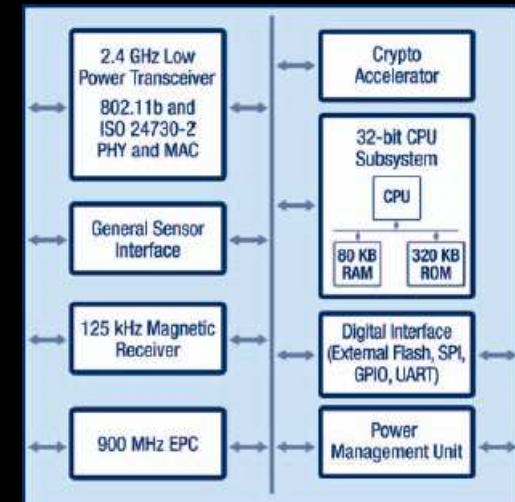 2.4 GHz Low
Power Transceiver
802.11b and
ISO 24730-2
PHY and MAC
General Sensor
Interface
125 kHz Magnetic
Receiver
900 MHz EPC
Crypto
Accelerator
32-bit CPU
Subsystem
CPU
80 KB
RAM
320 KB
ROM
Digital Interface
(External Flash, SPI,
GPIO, UART)
Power
Management Unit